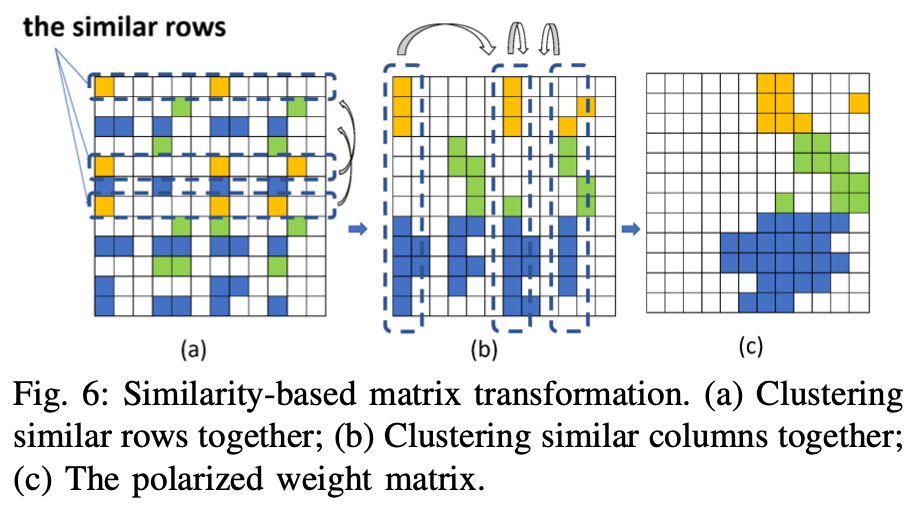 the similar rows
(a)
(b)
(c)
Fig. 6: Similarity-based matrix transformation. (a) Clustering
similar rows together; (b) Clustering similar columns together;
(c) The polarized weight matrix.